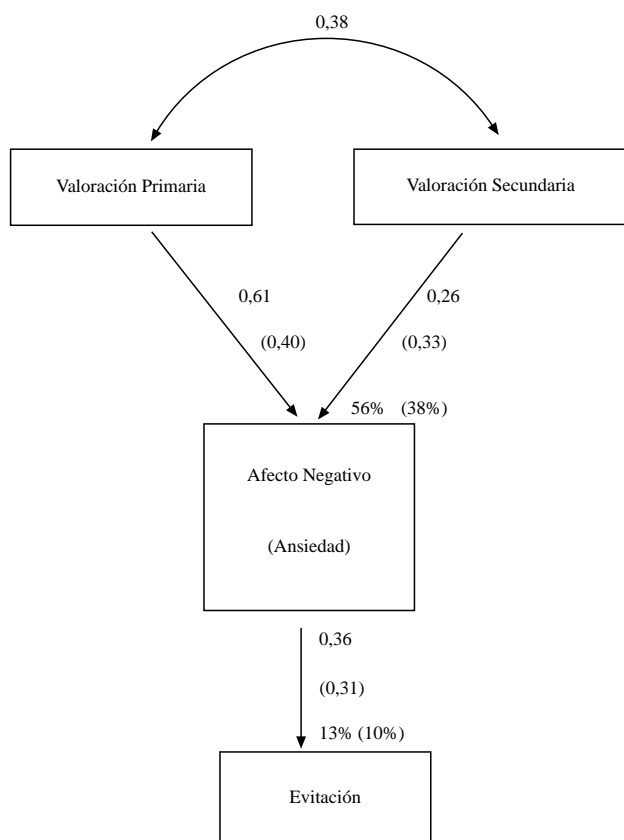 0,38
Valoración Primaria
Valoración Secundaria
0,61
0,26
(0,40)
(0,33)
56% (38%)
Afecto Negativo
(Ansiedad)
0,36
(0,31)
13% (10%)
Evitación